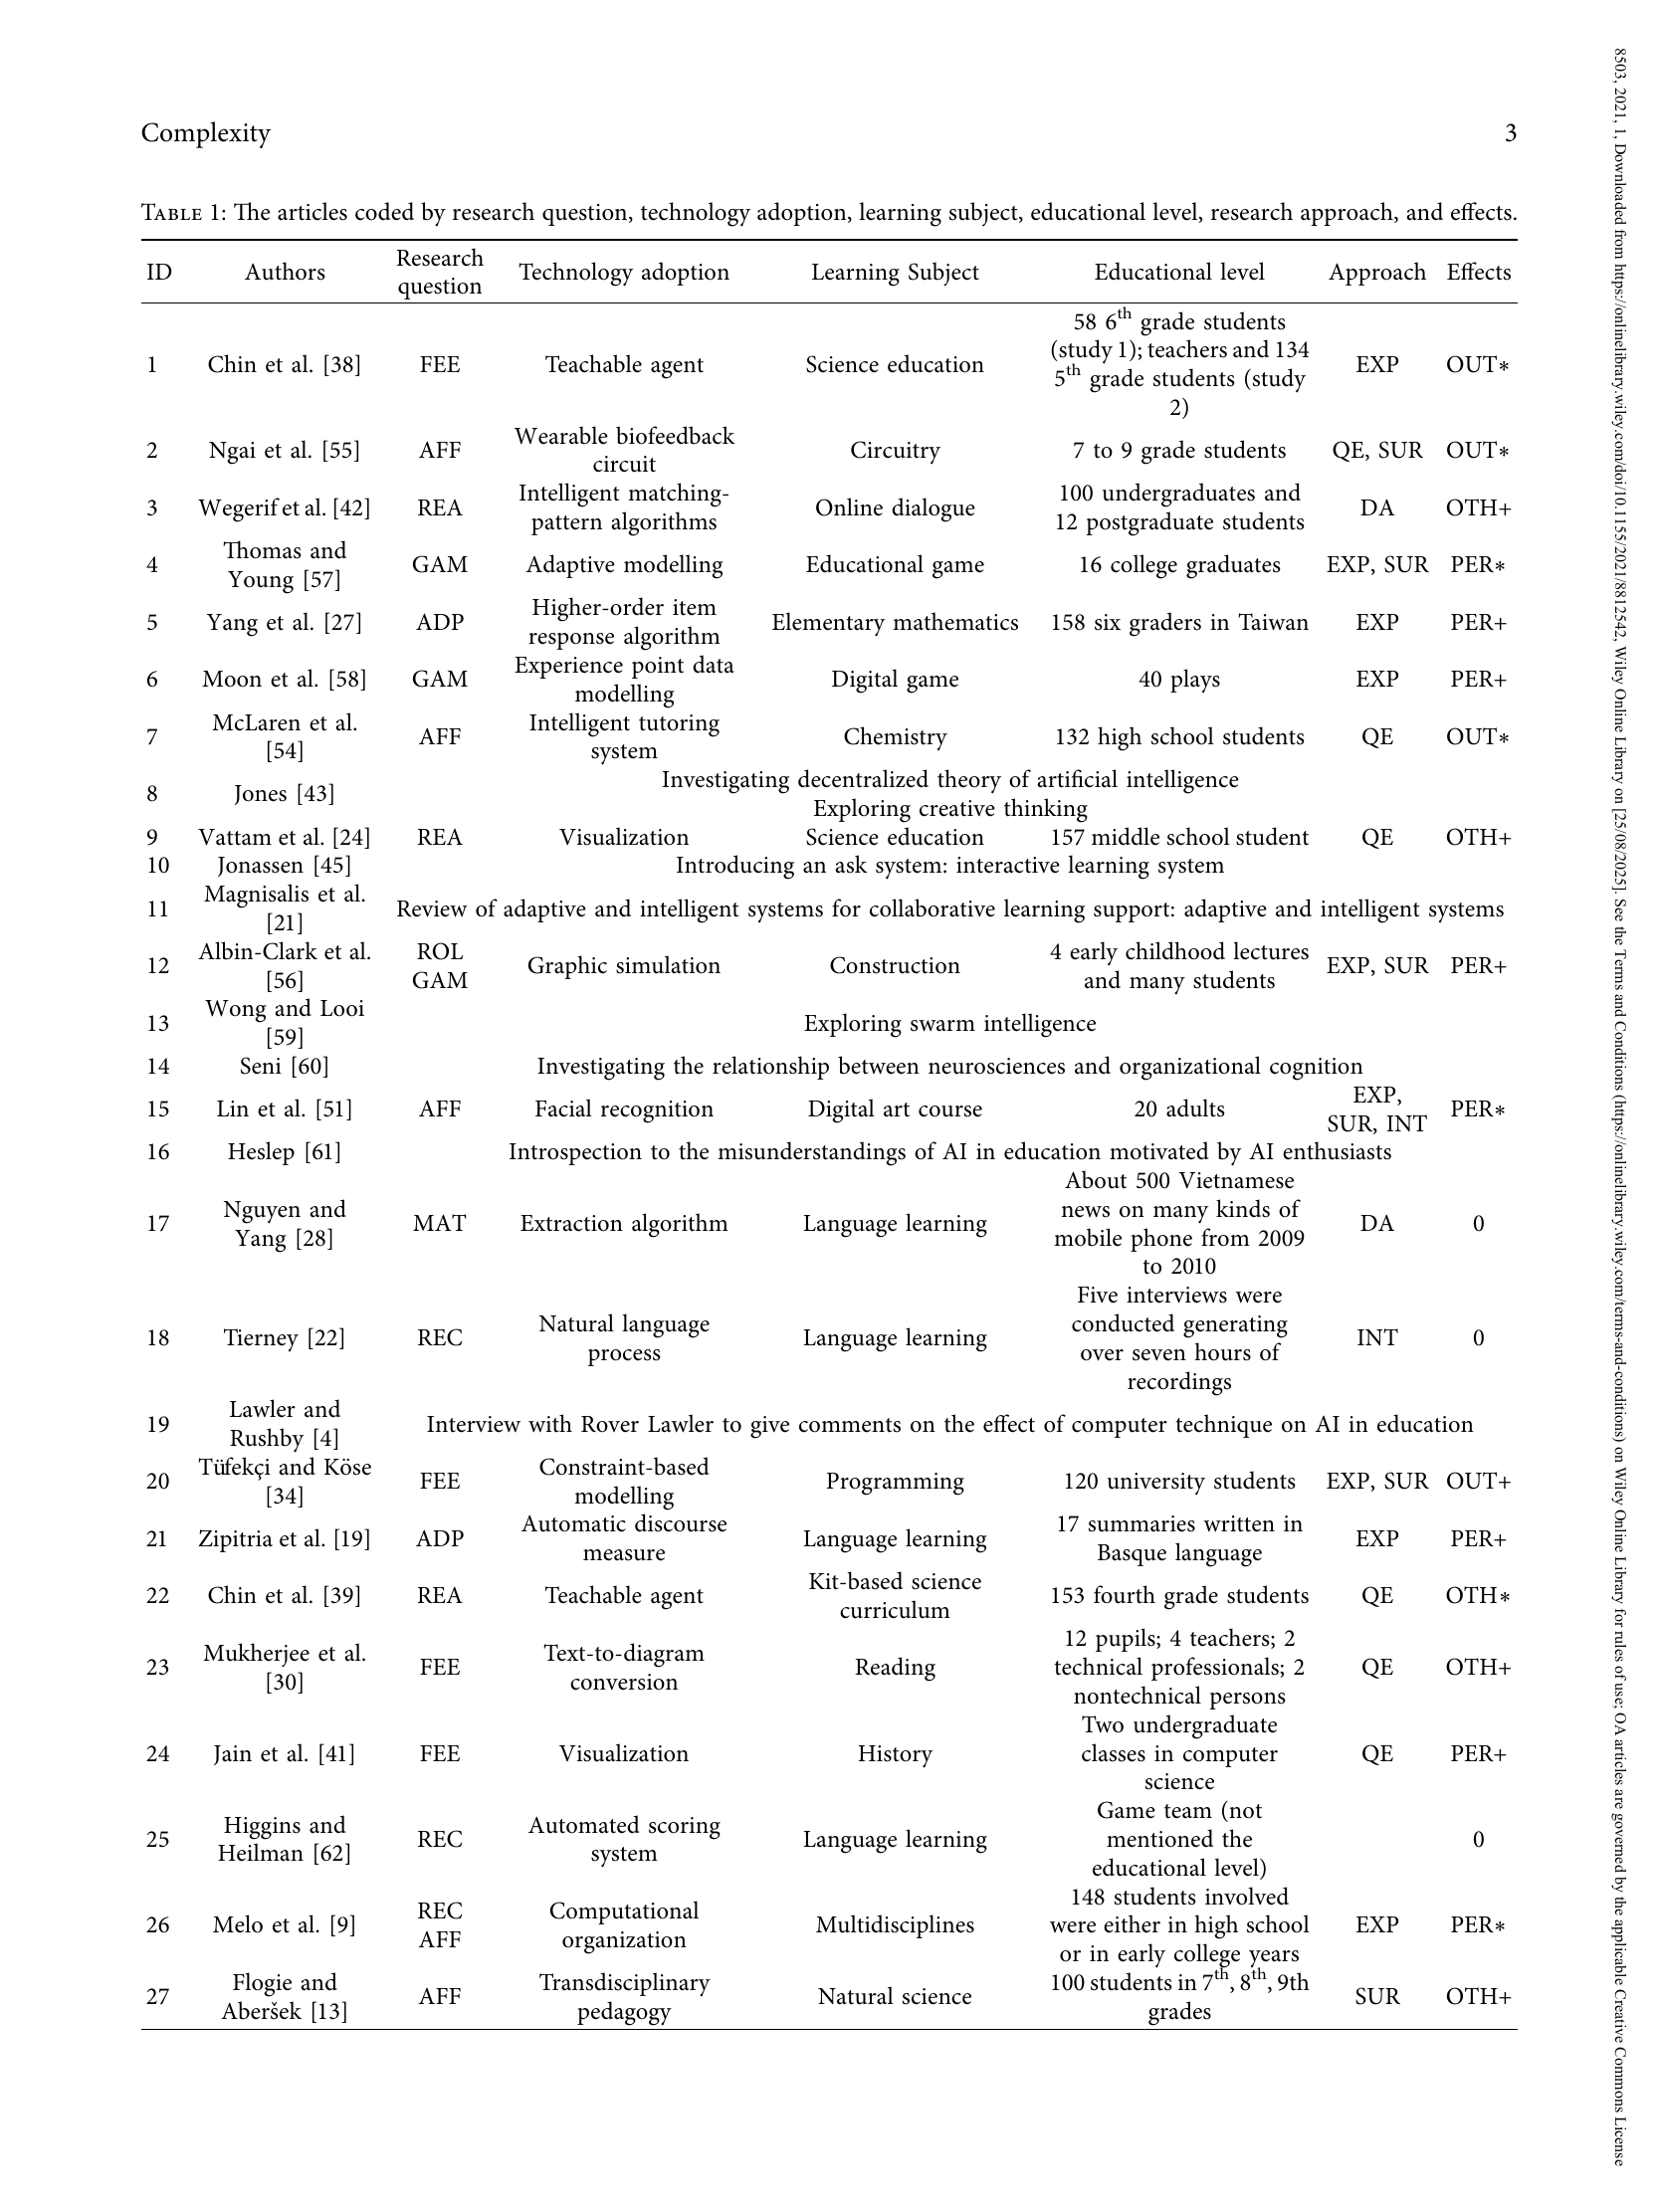 Complexity
3
TABLE 1: The articles coded by research question, technology adoption, learning subject, educational level, research approach, and effects.
ID Authors Research question Technology adoption Learning Subject Educational level Approach Effects
1 Chin et al. [38] FEE Teachable agent Science education 58 6th grade students (study 1); teachers and 134 5th grade students (study 2) EXP OUT∗
2 Ngai et al. [55] AFF Wearable biofeedback circuit Circuitry 7 to 9 grade students QE, SUR OUT∗
3 Wegerif et al. [42] REA Intelligent matching-pattern algorithms Online dialogue 100 undergraduates and 12 postgraduate students DA OTH+
4 Thomas and Young [57] GAM Adaptive modelling Educational game 16 college graduates EXP, SUR PER∗
5 Yang et al. [27] ADP Higher-order item response algorithm Elementary mathematics 158 six graders in Taiwan EXP PER+
6 Moon et al. [58] GAM Experience point data modelling Digital game 40 plays EXP PER+
7 McLaren et al. [54] AFF Intelligent tutoring system Chemistry 132 high school students QE OUT∗
8 Jones [43] Investigating decentralized theory of artificial intelligence
Exploring creative thinking
9 Vattam et al. [24] REA Visualization Science education 157 middle school student QE OTH+
10 Jonassen [45] Introducing an ask system: interactive learning system
11 Magnisalis et al. [21] Review of adaptive and intelligent systems for collaborative learning support: adaptive and intelligent systems
12 Albin-Clark et al. [56] ROL GAM Graphic simulation Construction 4 early childhood lectures and many students EXP, SUR PER+
13 Wong and Looi [59] Exploring swarm intelligence
14 Seni [60] Investigating the relationship between neurosciences and organizational cognition
15 Lin et al. [51] AFF Facial recognition Digital art course 20 adults EXP, SUR, INT PER∗
16 Heslep [61] Introspection to the misunderstandings of AI in education motivated by AI enthusiasts
17 Nguyen and Yang [28] MAT Extraction algorithm Language learning About 500 Vietnamese news on many kinds of mobile phone from 2009 to 2010 DA 0
18 Tierney [22] REC Natural language process Language learning Five interviews were conducted generating over seven hours of recordings INT 0
19 Lawler and Rushby [4] Interview with Rover Lawler to give comments on the effect of computer technique on AI in education
20 Tüfekçi and Köse [34] FEE Constraint-based modelling Programming 120 university students EXP, SUR OUT+
21 Zipitria et al. [19] ADP Automatic discourse measure Language learning 17 summaries written in Basque language EXP PER+
22 Chin et al. [39] REA Teachable agent Kit-based science curriculum 153 fourth grade students QE OTH∗
23 Mukherjee et al. [30] FEE Text-to-diagram conversion Reading 12 pupils; 4 teachers; 2 technical professionals; 2 nontechnical persons QE OTH+
24 Jain et al. [41] FEE Visualization History Two undergraduate classes in computer science QE PER+
25 Higgins and Heilman [62] REC Automated scoring system Language learning Game team (not mentioned the educational level) 0
26 Melo et al. [9] REC AFF Computational organization Multidisciplines 148 students involved were either in high school or in early college years EXP PER∗
27 Flogie and Aberšek [13] AFF Transdisciplinary pedagogy Natural science 100 students in 7th, 8th, 9th grades SUR OTH+
8503, 2021, 1, Downloaded from https://onlinelibrary.wiley.com/doi/10.1155/2021/8812542, Wiley Online Library on [25/08/2025]. See the Terms and Conditions (https://onlinelibrary.wiley.com/terms-and-conditions) on Wiley Online Library for rules of use; OA articles are governed by the applicable Creative Commons License